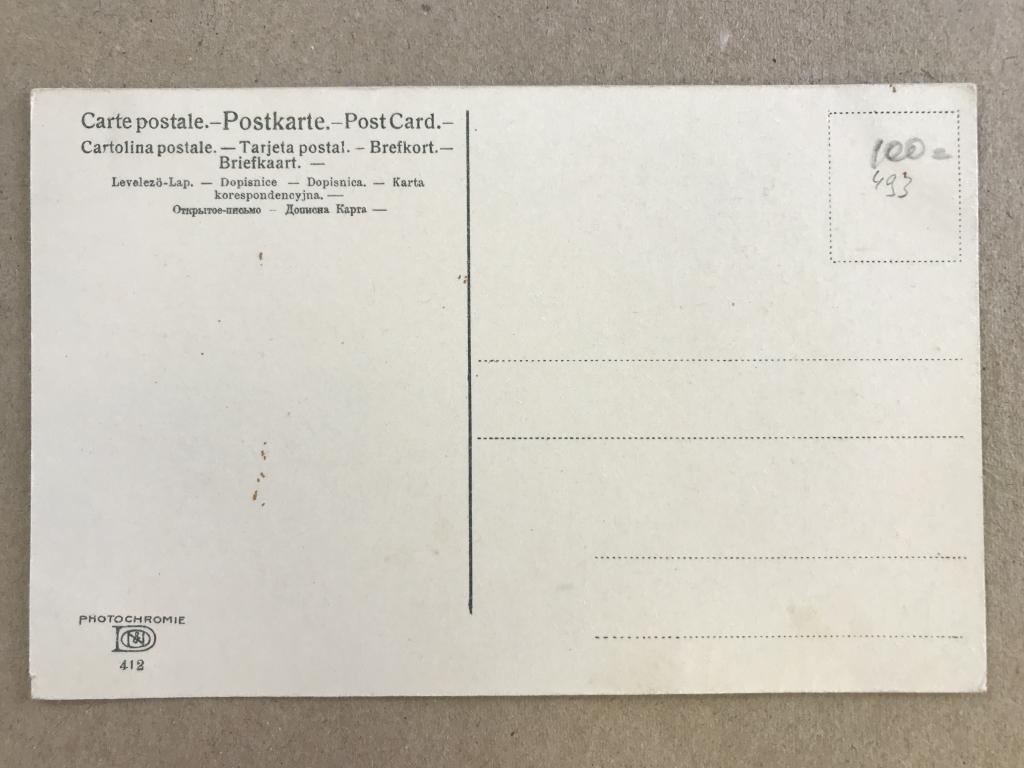 Carte postale.–Postkarte.–Post Card.–
Cartolina postale. — Tarjeta postal. – Brefkort.—
Briefkaart. —
Levelező-Lap. — Dopisnice — Dopisnica. — Karta
korespondencyjna. —
Открытое-письмо – Дописна Карта —
100=
493
PHOTOCHROMIE
412